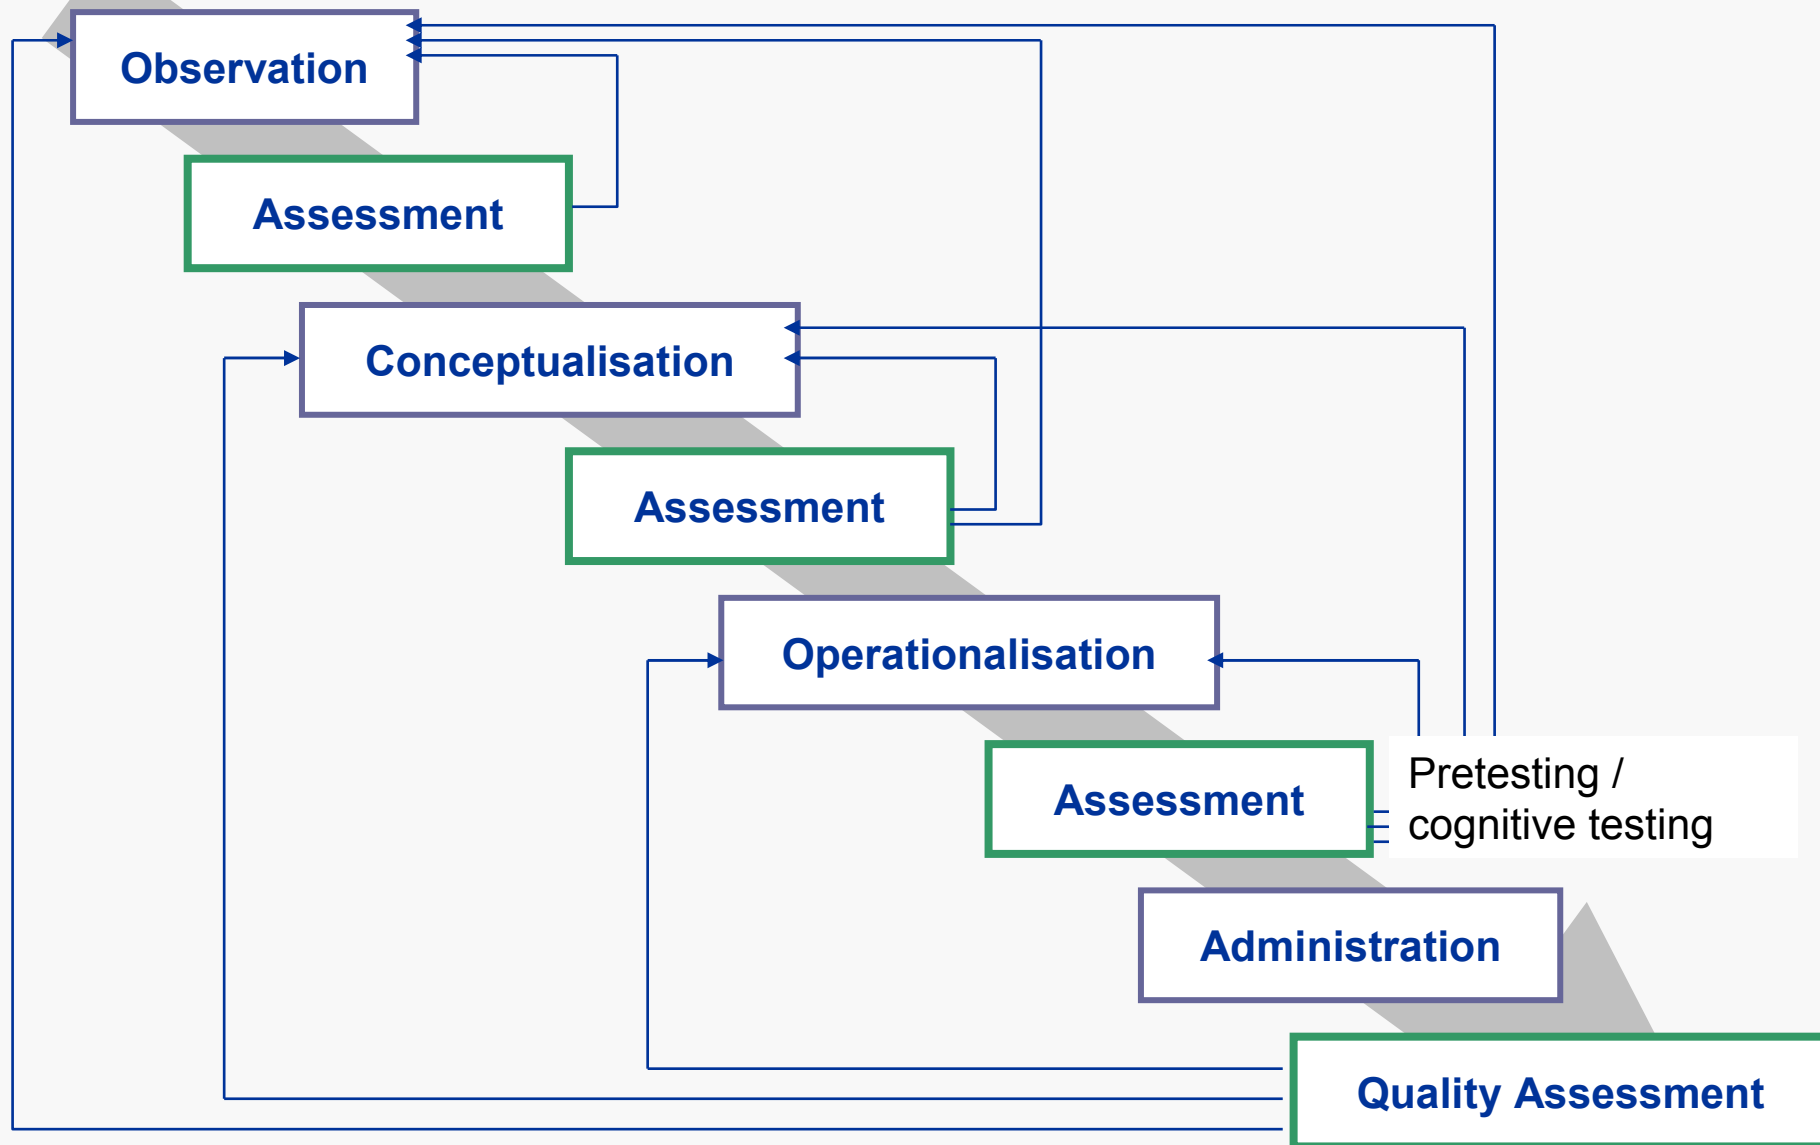 Observation
Assessment
Conceptualisation
Assessment
Operationalisation
Assessment
Pretesting /
cognitive testing
Administration
Quality Assessment